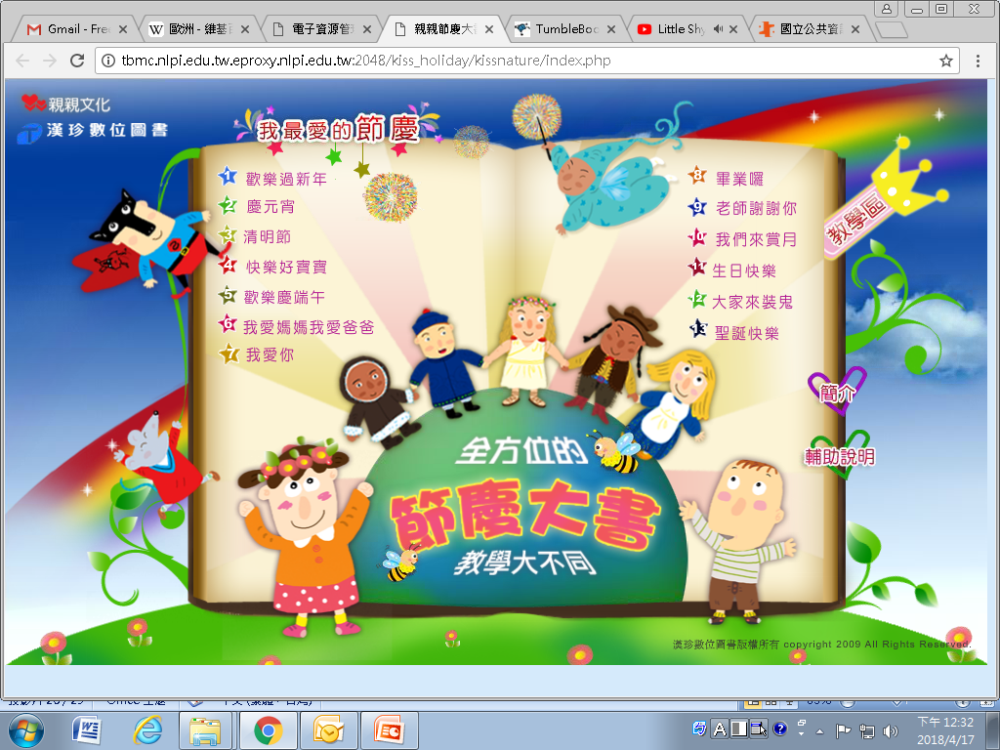 Gmail - Fre
歐洲 - 維基百
電子資源管
親親節慶大
TumbleBoo
Little Shy
國立公共資
tbmc.nlpi.edu.tw.eproxy.nlpi.edu.tw:2048/kiss_holiday/kissnature/index.php
親親文化
漢珍數位圖書
我最愛的節慶
1 歡樂過新年
2 慶元宵
3 清明節
4 快樂好寶寶
5 歡樂慶端午
6 我愛媽媽我愛爸爸
7 我愛你
8 畢業囉
9 老師謝謝你
10 我們來賞月
11 生日快樂
12 大家來裝鬼
13 聖誕快樂
教學區
簡介
輔助說明
全方位的
節慶大書
教學大不同
漢珍數位圖書版權所有 copyright 2009 All Rights Reserved.
下午 12:32
2018/4/17